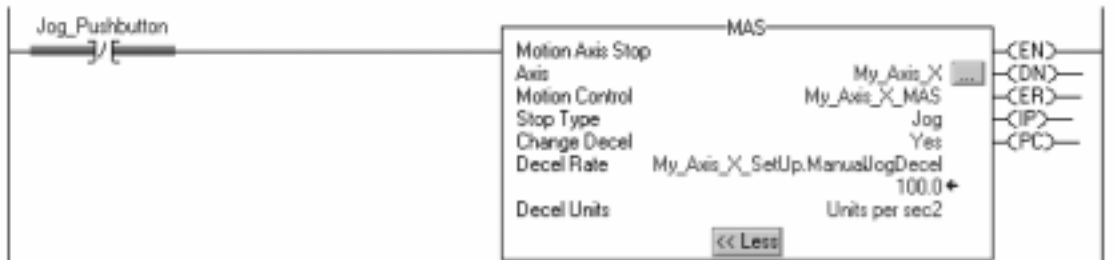 Jog_Pushbutton
MAS
Motion Axis Stop
Axis My_Axis_X ...
Motion Control My_Axis_X_MAS
Stop Type Jog
Change Decel Yes
Decel Rate My_Axis_X_SetUp.ManualJogDecel
100.0
Decel Units Units per sec2
<< Less
EN
DN
ER
IP
PC